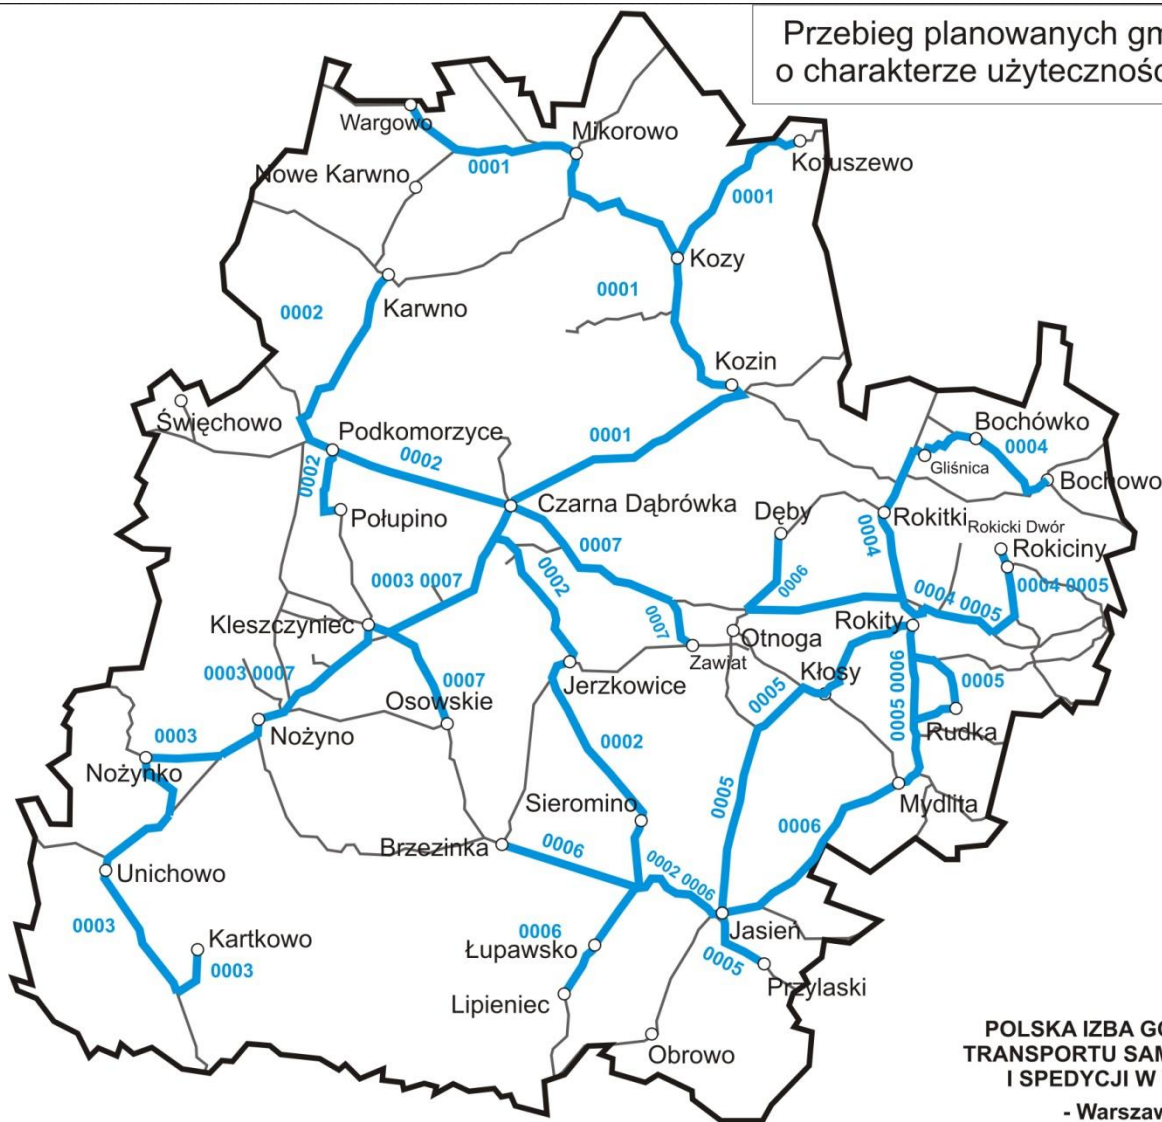 Przebieg planowanych gm
o charakterze użytecznośc
Wargowo
Mikorowo
0001
Kotuszewo
Nowe Karwno
0001
Kozy
0001
Karwno
0002
Kozin
Święchowo
Podkomorzyce
0001
0002
0002
Bochówko
0004
Gliśnica
Bochowo
Połupino
Czarna Dąbrówka
Dęby
Rokitki
Rokicki Dwór
Rokiciny
0004
0007
0003 0007
0002
0006
0004 0005
0004 0005
Kleszczyniec
0007
Otnoga
Rokity
Zawiat
Kłosy
0003 0007
0007
Jerzkowice
0005
0005 0006
0005
Osowskie
Nożyno
Rudka
0003
0002
Nożynko
0005
Mydlita
Sieromino
0006
Brzezinka
0006
0002 0006
Unichowo
0003
Kartkowo
0003
0006
Łupawsko
Jasień
0005
Przylaski
Lipieniec
Obrowo
POLSKA IZBA GO
TRANSPORTU SAM
I SPEDYCJI W
- Warszaw